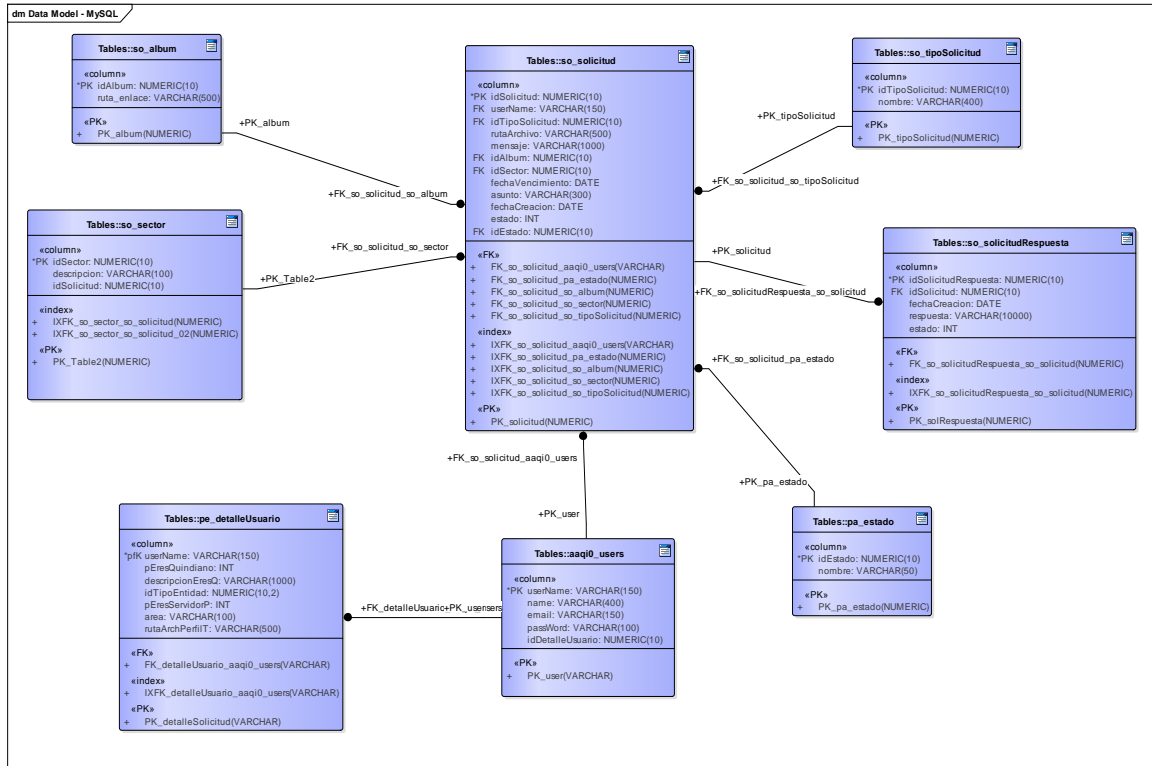 dm Data Model - MySQL
Tables::so_album
«column»
*PK idAlbum: NUMERIC(10)
ruta_enlace: VARCHAR(500)
«PK»
+ PK_album(NUMERIC)
+PK_album
+FK_so_solicitud_so_album
Tables::so_sector
«column»
*PK idSector: NUMERIC(10)
descripcion: VARCHAR(100)
idSolicitud: NUMERIC(10)
«index»
+ IXFK_so_sector_so_solicitud(NUMERIC)
+ IXFK_so_sector_so_solicitud_02(NUMERIC)
«PK»
+ PK_Table2(NUMERIC)
+FK_so_solicitud_so_sector
+PK_Table2
Tables::so_solicitud
«column»
*PK idSolicitud: NUMERIC(10)
FK userName: VARCHAR(150)
FK idTipoSolicitud: NUMERIC(10)
rutaArchivo: VARCHAR(500)
mensaje: VARCHAR(1000)
FK idAlbum: NUMERIC(10)
FK idSector: NUMERIC(10)
fechaVencimiento: DATE
asunto: VARCHAR(300)
fechaCreacion: DATE
estado: INT
FK idEstado: NUMERIC(10)
«FK»
+ FK_so_solicitud_aaqi0_users(VARCHAR)
+ FK_so_solicitud_pa_estado(NUMERIC)
+ FK_so_solicitud_so_album(NUMERIC)
+ FK_so_solicitud_so_sector(NUMERIC)
+ FK_so_solicitud_so_tipoSolicitud(NUMERIC)
«index»
+ IXFK_so_solicitud_aaqi0_users(VARCHAR)
+ IXFK_so_solicitud_pa_estado(NUMERIC)
+ IXFK_so_solicitud_so_album(NUMERIC)
+ IXFK_so_solicitud_so_sector(NUMERIC)
+ IXFK_so_solicitud_so_tipoSolicitud(NUMERIC)
«PK»
+ PK_solicitud(NUMERIC)
Tables::so_tipoSolicitud
«column»
*PK idTipoSolicitud: NUMERIC(10)
nombre: VARCHAR(400)
«PK»
+ PK_tipoSolicitud(NUMERIC)
+PK_tipoSolicitud
+FK_so_solicitud_so_tipoSolicitud
Tables::so_solicitudRespuesta
«column»
*PK idSolicitudRespuesta: NUMERIC(10)
FK idSolicitud: NUMERIC(10)
fechaCreacion: DATE
respuesta: VARCHAR(10000)
estado: INT
«FK»
+ FK_so_solicitudRespuesta_so_solicitud(NUMERIC)
«index»
+ IXFK_so_solicitudRespuesta_so_solicitud(NUMERIC)
«PK»
+ PK_solRespuesta(NUMERIC)
+PK_solicitud
+FK_so_solicitudRespuesta_so_solicitud
+FK_so_solicitud_pa_estado
+PK_pa_estado
Tables::pa_estado
«column»
*PK idEstado: NUMERIC(10)
nombre: VARCHAR(50)
«PK»
+ PK_pa_estado(NUMERIC)
+FK_so_solicitud_aaqi0_users
+PK_user
Tables::pe_detalleUsuario
«column»
*pfK userName: VARCHAR(150)
pEresQuindiano: INT
descripcionEresQ: VARCHAR(1000)
idTipoEntidad: NUMERIC(10,2)
pEresServidorP: INT
area: VARCHAR(100)
rutaArchPerfilT: VARCHAR(500)
«FK»
+ FK_detalleUsuario_aaqi0_users(VARCHAR)
«index»
+ IXFK_detalleUsuario_aaqi0_users(VARCHAR)
«PK»
+ PK_detalleSolicitud(VARCHAR)
Tables::aaqi0_users
«column»
*PK userName: VARCHAR(150)
name: VARCHAR(400)
email: VARCHAR(150)
passWord: VARCHAR(100)
idDetalleUsuario: NUMERIC(10)
«PK»
+ PK_user(VARCHAR)